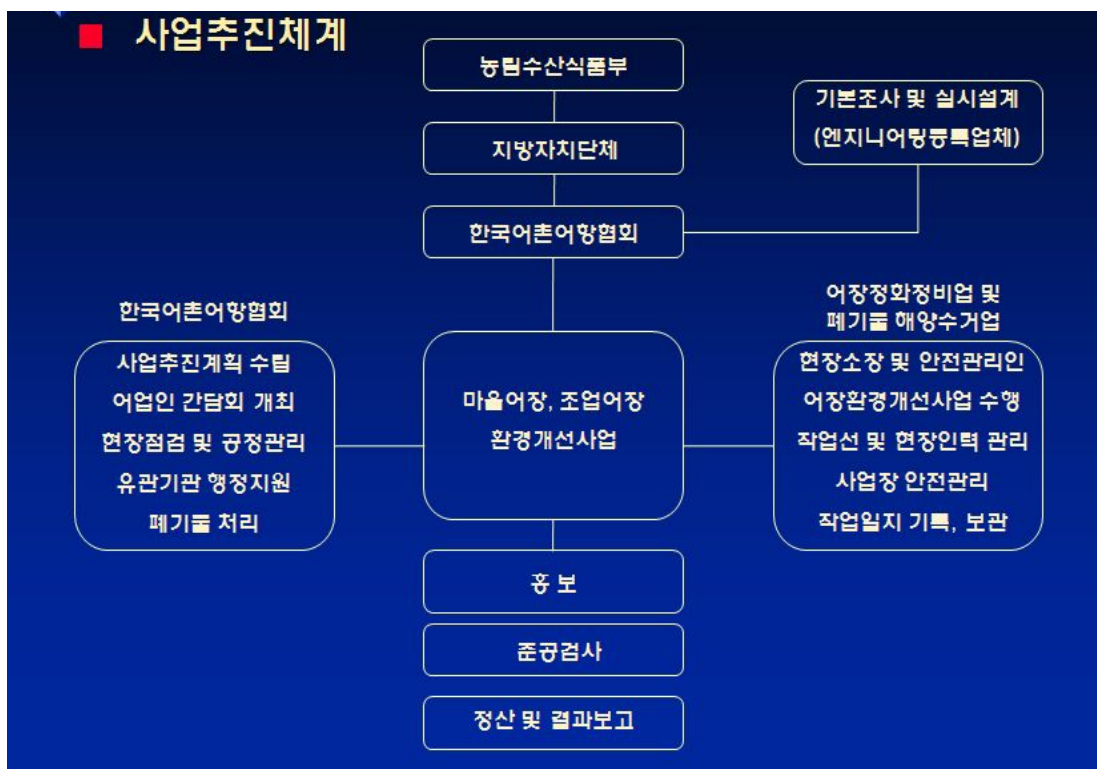 사업추진체계
농림수산식품부
지방자치단체
한국어촌어항협회
기본조사 및 실시설계
(엔지니어링등록업체)
한국어촌어항협회
사업추진계획 수립
어업인 간담회 개최
현장점검 및 공정관리
유관기관 행정지원
폐기물 처리
마을어장, 조업어장
환경개선사업
어장정화정비업 및
폐기물 해양수거업
현장소장 및 안전관리인
어장환경개선사업 수행
작업선 및 현장인력 관리
사업장 안전관리
작업일지 기록, 보관
홍 보
준공검사
정산 및 결과보고